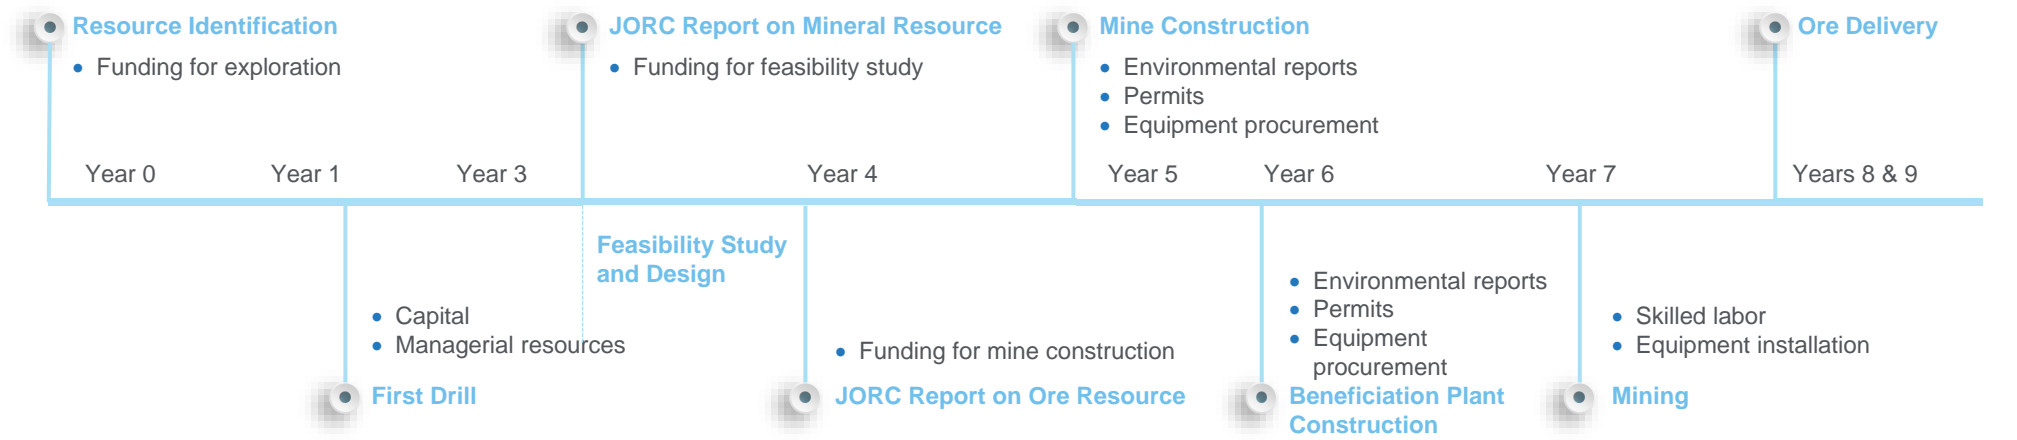 Resource Identification
• Funding for exploration
JORC Report on Mineral Resource
• Funding for feasibility study
Mine Construction
• Environmental reports
• Permits
• Equipment procurement
Ore Delivery
Year 0
Year 1
Year 3
Year 4
Year 5
Year 6
Year 7
Years 8 & 9
• Capital
• Managerial resources
First Drill
Feasibility Study
and Design
• Funding for mine construction
JORC Report on Ore Resource
• Environmental reports
• Permits
• Equipment
procurement
Beneficiation Plant
Construction
• Skilled labor
• Equipment installation
Mining